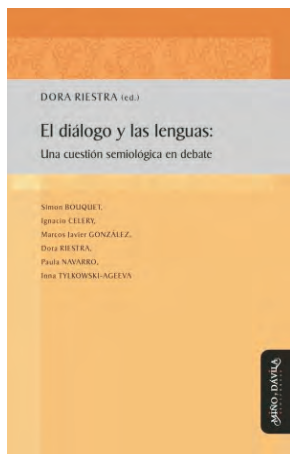 DORA RIESTRA (ed.)
El diálogo y las lenguas:
Una cuestión semiológica en debate
Simon BOUQUET,
Ignacio CELERY,
Marcos Javier GONZÁLEZ,
Dora RIESTRA,
Paula NAVARRO,
Inna TYLKOWSKI-AGEEVA
MIÑO y DÁVILA